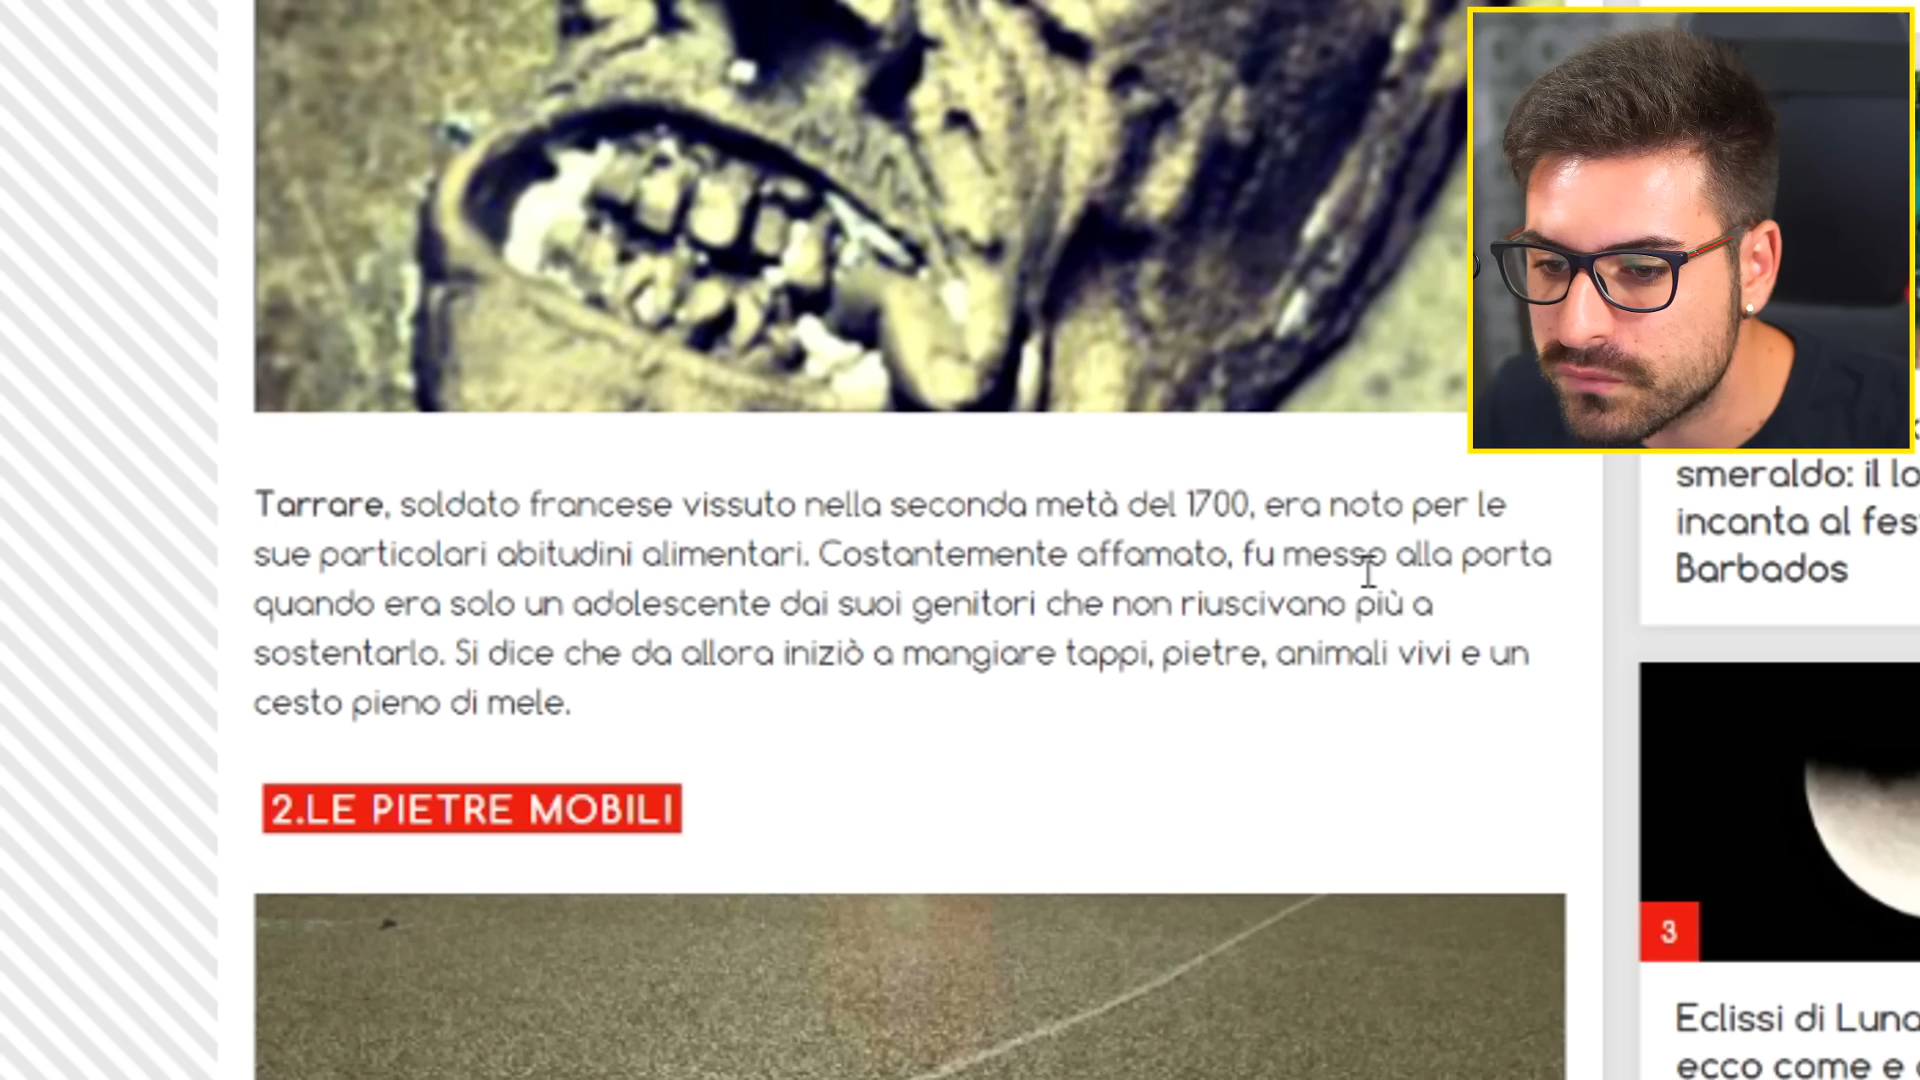 Tarrare, soldato francese vissuto nella seconda metà del 1700, era noto per le
sue particolari abitudini alimentari. Costantemente affamato, fu messo alla porta
quando era solo un adolescente dai suoi genitori che non riuscivano più a
sostentarlo. Si dice che da allora iniziò a mangiare tappi, pietre, animali vivi e un
cesto pieno di mele.
2.LE PIETRE MOBILI
smeraldo: il lo
incanta al fes
Barbados
3
Eclissi di Luna
ecco come e